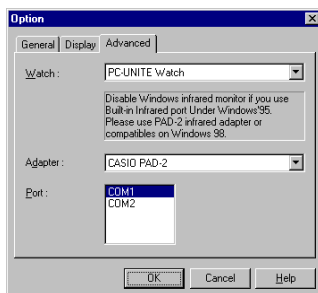 Option
General Display Advanced
Watch :
PC-UNITE Watch
Disable Windows infrared monitor if you use
Built-in Infrared port Under Windows'95.
Please use PAD-2 infrared adapter or
compatibles on Windows 98.
Adapter :
CASIO PAD-2
Port :
COM1
COM2
OK Cancel Help